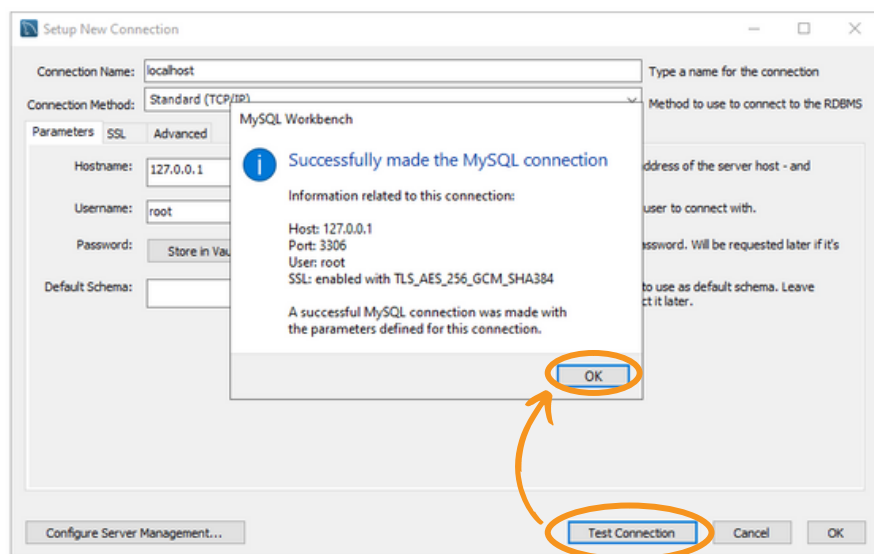 Setup New Connection
Connection Name: localhost Type a name for the connection
Connection Method: Standard (TCP/IP) Method to use to connect to the RDBMS
Parameters SSL Advanced
MySQL Workbench
Hostname: 127.0.0.1 address of the server host - and
Username: root user to connect with.
Password: Store in Vau Will be requested later if it's
Default Schema: to use as default schema. Leave
it later.
Successfully made the MySQL connection
Information related to this connection:
Host: 127.0.0.1
Port: 3306
User: root
SSL: enabled with TLS_AES_256_GCM_SHA384
A successful MySQL connection was made with
the parameters defined for this connection.
OK
Configure Server Management... Test Connection Cancel OK